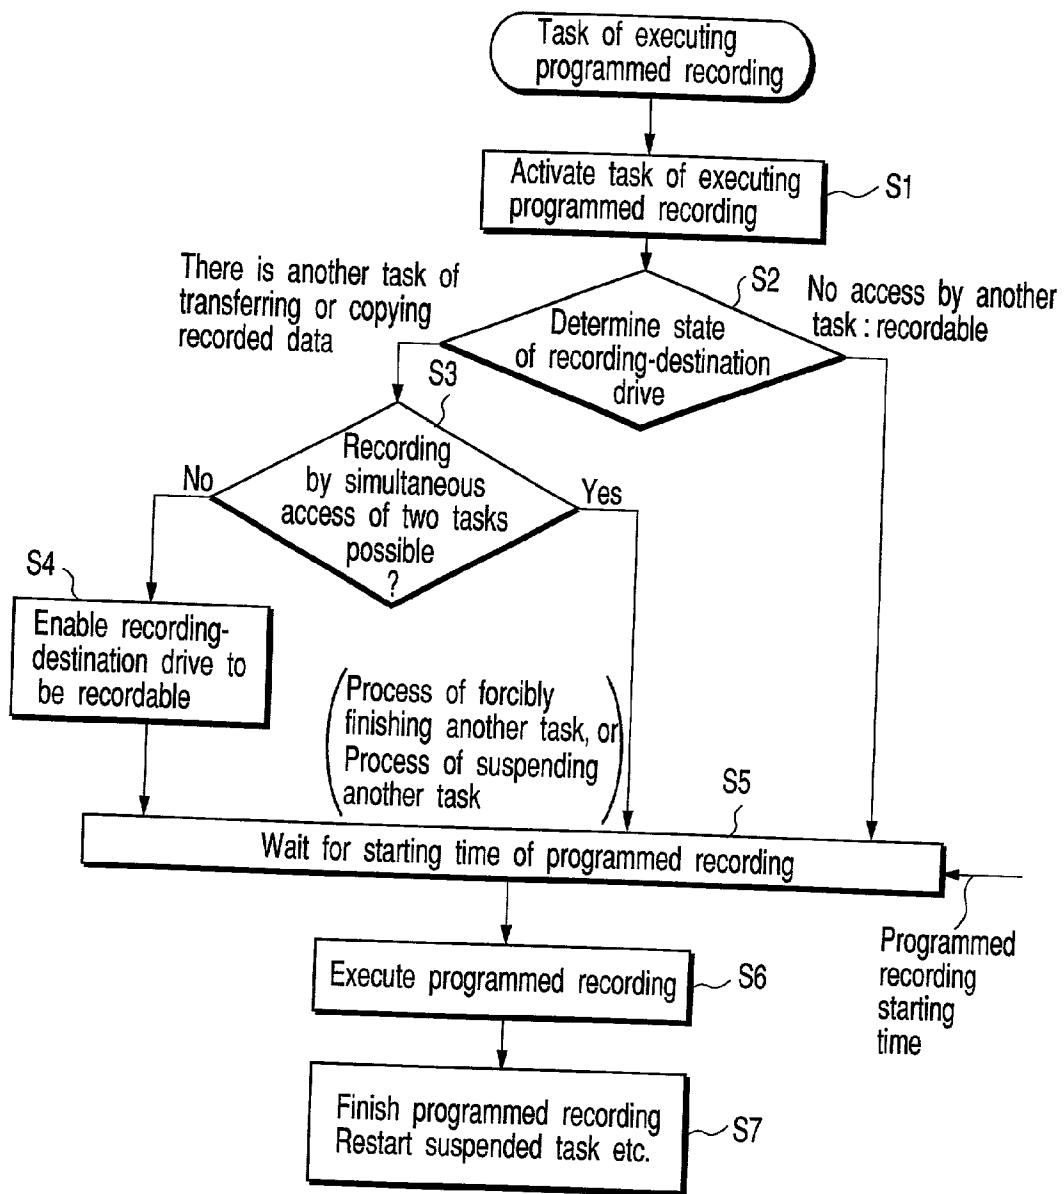 Task of executing
programmed recording
Activate task of executing
programmed recording
S1
There is another task of
transferring or copying
recorded data
S2
No access by another
task : recordable
Determine state
of recording-destination
drive
S3
Recording
by simultaneous
access of two tasks
possible
?
No
Yes
S4
Enable recording-
destination drive to
be recordable
(Process of forcibly
finishing another task, or
Process of suspending
another task)
S5
Wait for starting time of programmed recording
Programmed
recording
starting
time
Execute programmed recording
S6
Finish programmed recording
Restart suspended task etc.
S7